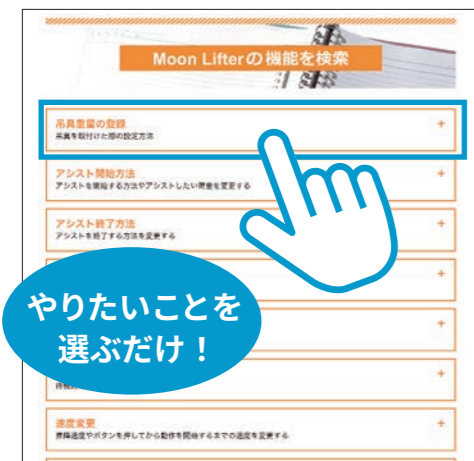 Moon Lifterの機能を検索
吊具重量の登録
+
吊具を取付けた際の設定方法
アシスト開始方法
+
アシストを開始する方法やアシストしたい荷重を変更する
アシスト終了方法
+
アシストを終了する方法を変更する
+
やりたいことを
選ぶだけ！
+
+
速度変更
+
昇降速度やボタンを押してから動作を開始するまでの速度を変更する